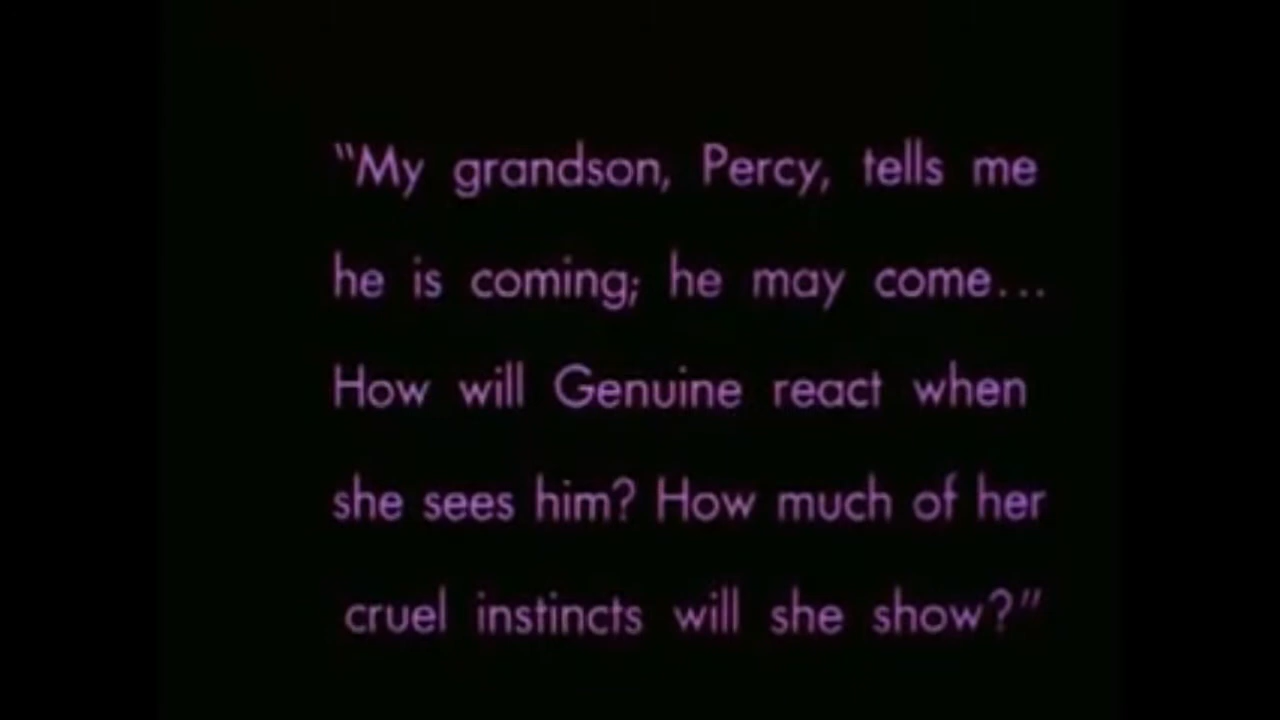 "My grandson, Percy, tells me
he is coming; he may come...
How will Genuine react when
she sees him? How much of her
cruel instincts will she show?"